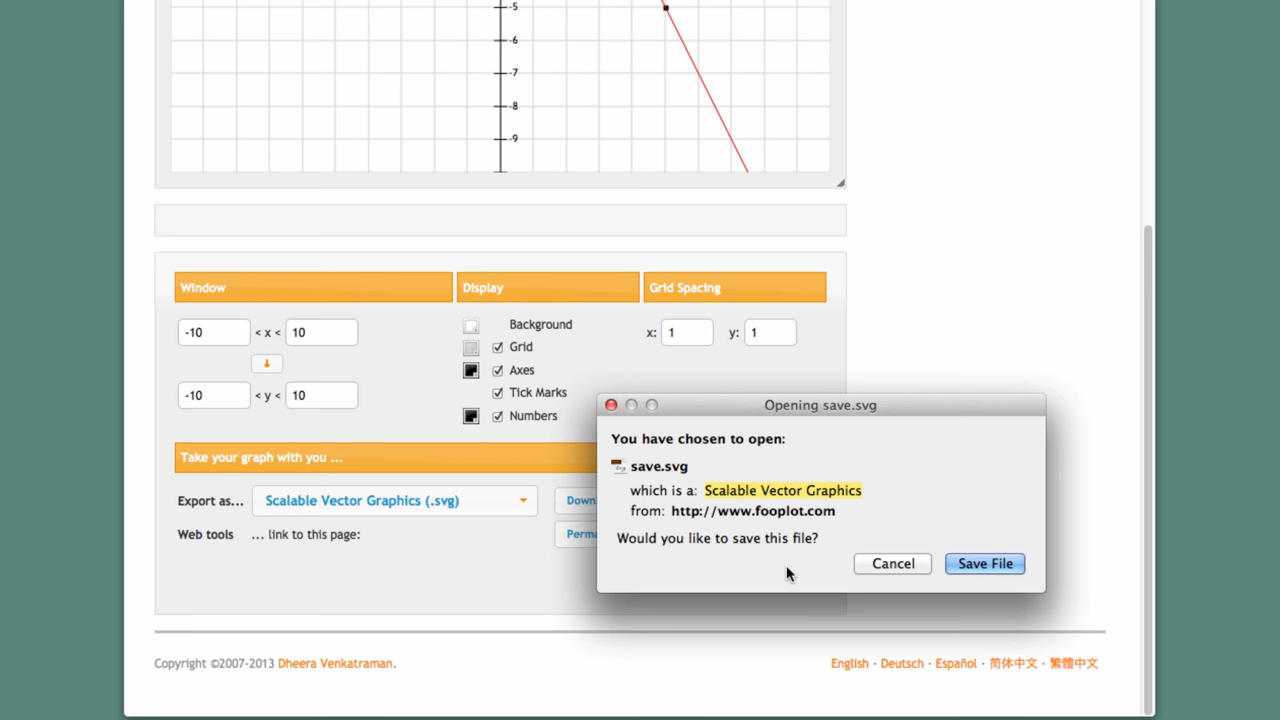 -5
-6
-7
-8
-9
Window
Display
Grid Spacing
-10 < x < 10
Background
x: 1 y: 1
Grid
Axes
-10 < y < 10
Tick Marks
Numbers
Opening save.svg
You have chosen to open:
save.svg
which is a: Scalable Vector Graphics
from: http://www.fooplot.com
Would you like to save this file?
Cancel Save File
Take your graph with you ...
Export as... Scalable Vector Graphics (.svg) Down
Web tools ... link to this page: Perma
Copyright ©2007-2013 Dheera Venkatraman.
English · Deutsch · Español · 简体中文 · 繁體中文